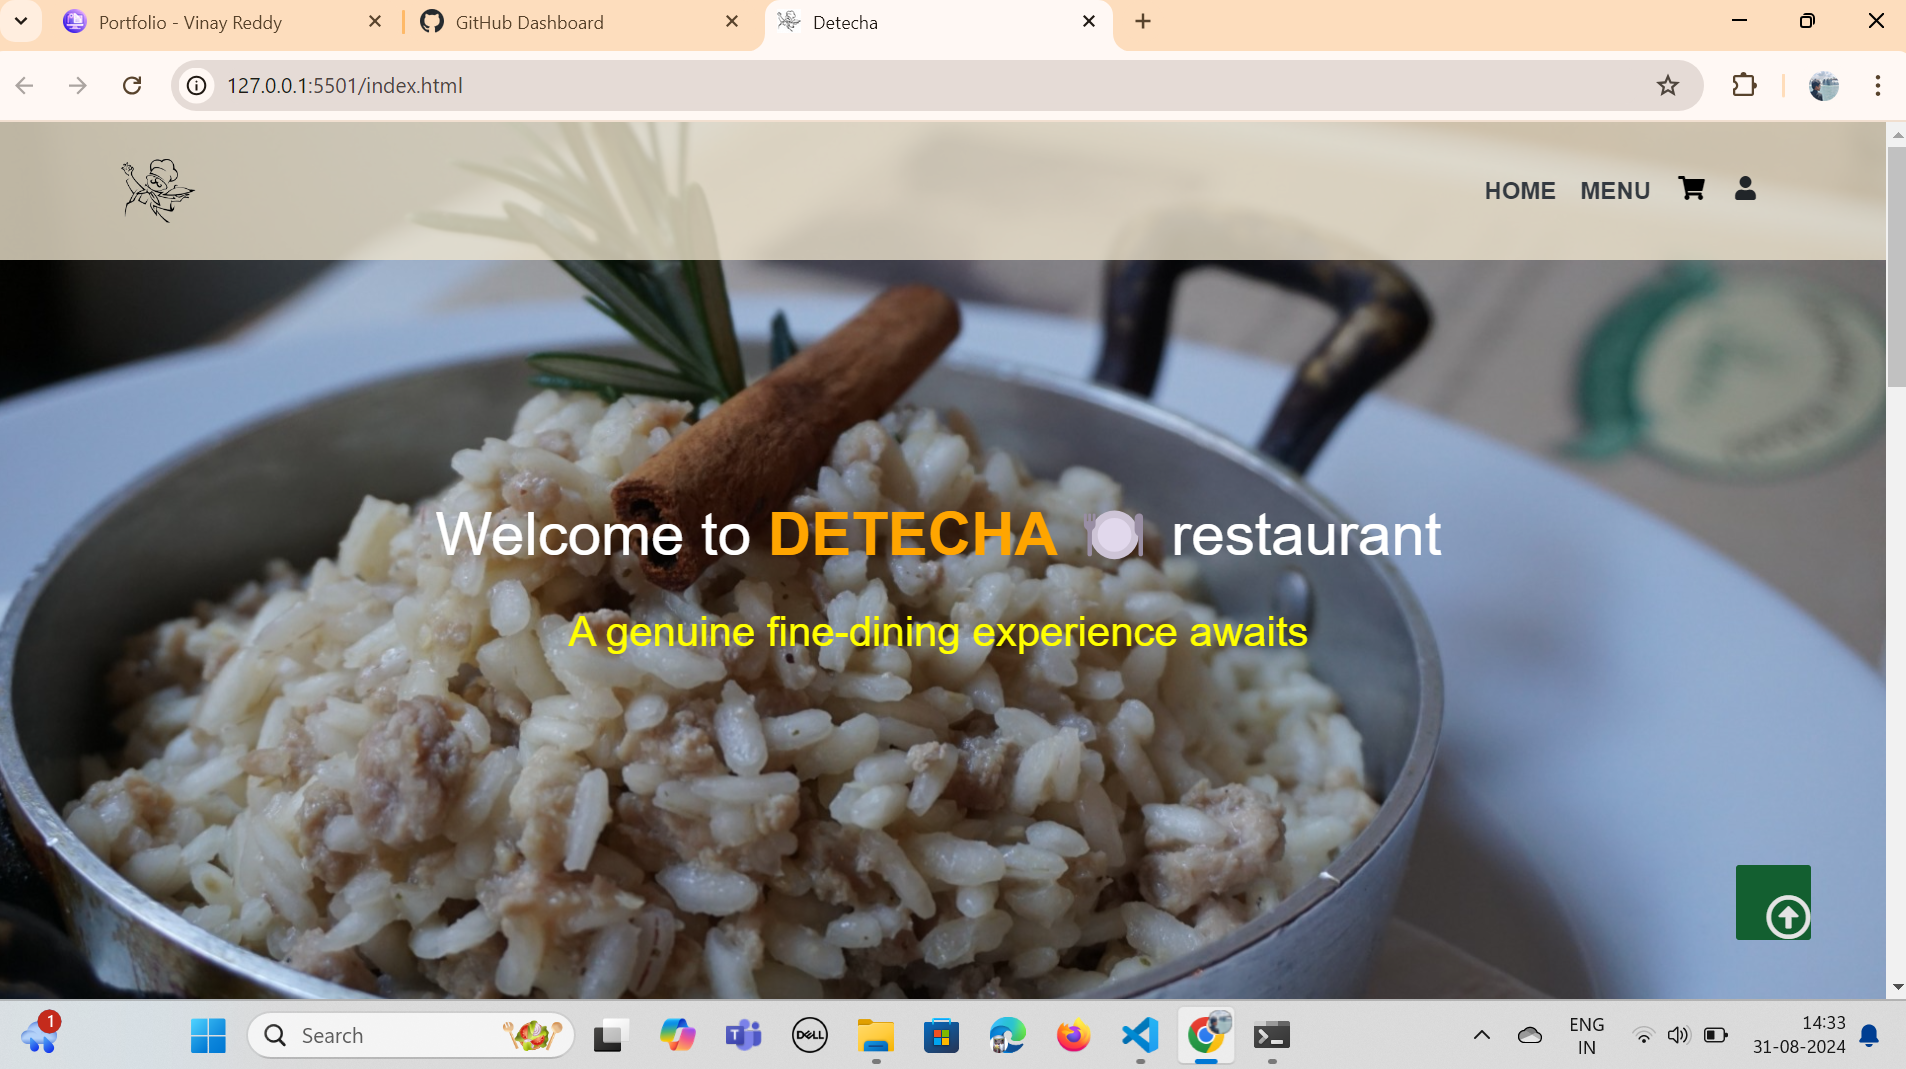 Portfolio - Vinay Reddy
GitHub Dashboard
Detecha
127.0.0.1:5501/index.html
HOME MENU
Welcome to DETECHA 🍽️ restaurant
A genuine fine-dining experience awaits
1
Search
DELL
ENG
IN
14:33
31-08-2024